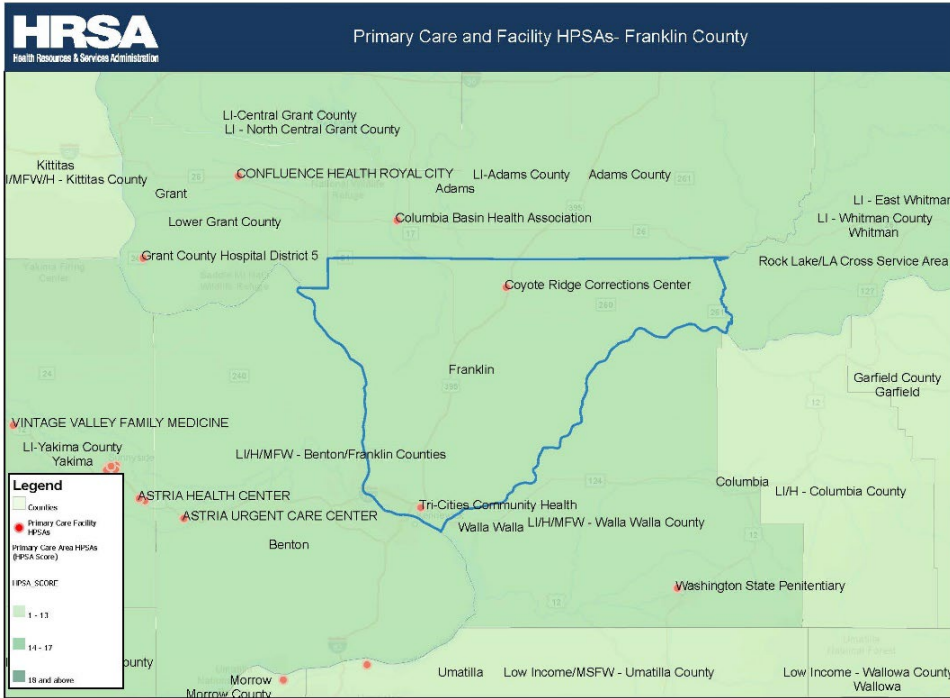 HRSA
Health Resources & Services Administration
Primary Care and Facility HPSAs- Franklin County
LI-Central Grant County
LI - North Central Grant County
Kittitas
I/MFW/H - Kittitas County
CONFLUENCE HEALTH ROYAL CITY
LI-Adams County
Adams County
Adams
Grant
LI - East Whitman
Lower Grant County
Columbia Basin Health Association
LI - Whitman County
Whitman
Grant County Hospital District 5
Rock Lake/LA Cross Service Area
Coyote Ridge Corrections Center
Franklin
Garfield County
Garfield
VINTAGE VALLEY FAMILY MEDICINE
LI-Yakima County
Yakima
LI/H/MFW - Benton/Franklin Counties
Columbia
LI/H - Columbia County
ASTRIA HEALTH CENTER
Tri-Cities Community Health
ASTRIA URGENT CARE CENTER
Walla Walla
LI/H/MFW - Walla Walla County
Benton
Washington State Penitentiary
Legend
Counties
Primary Care Facility
HPSAs
Primary Care Area HPSAs
(HPSA Score)
HPSA_SCORE
1 - 13
14 - 17
18 and above
ounty
Morrow
Morrow County
Umatilla
Low Income/MSFW - Umatilla County
Low Income - Wallowa County
Wallowa